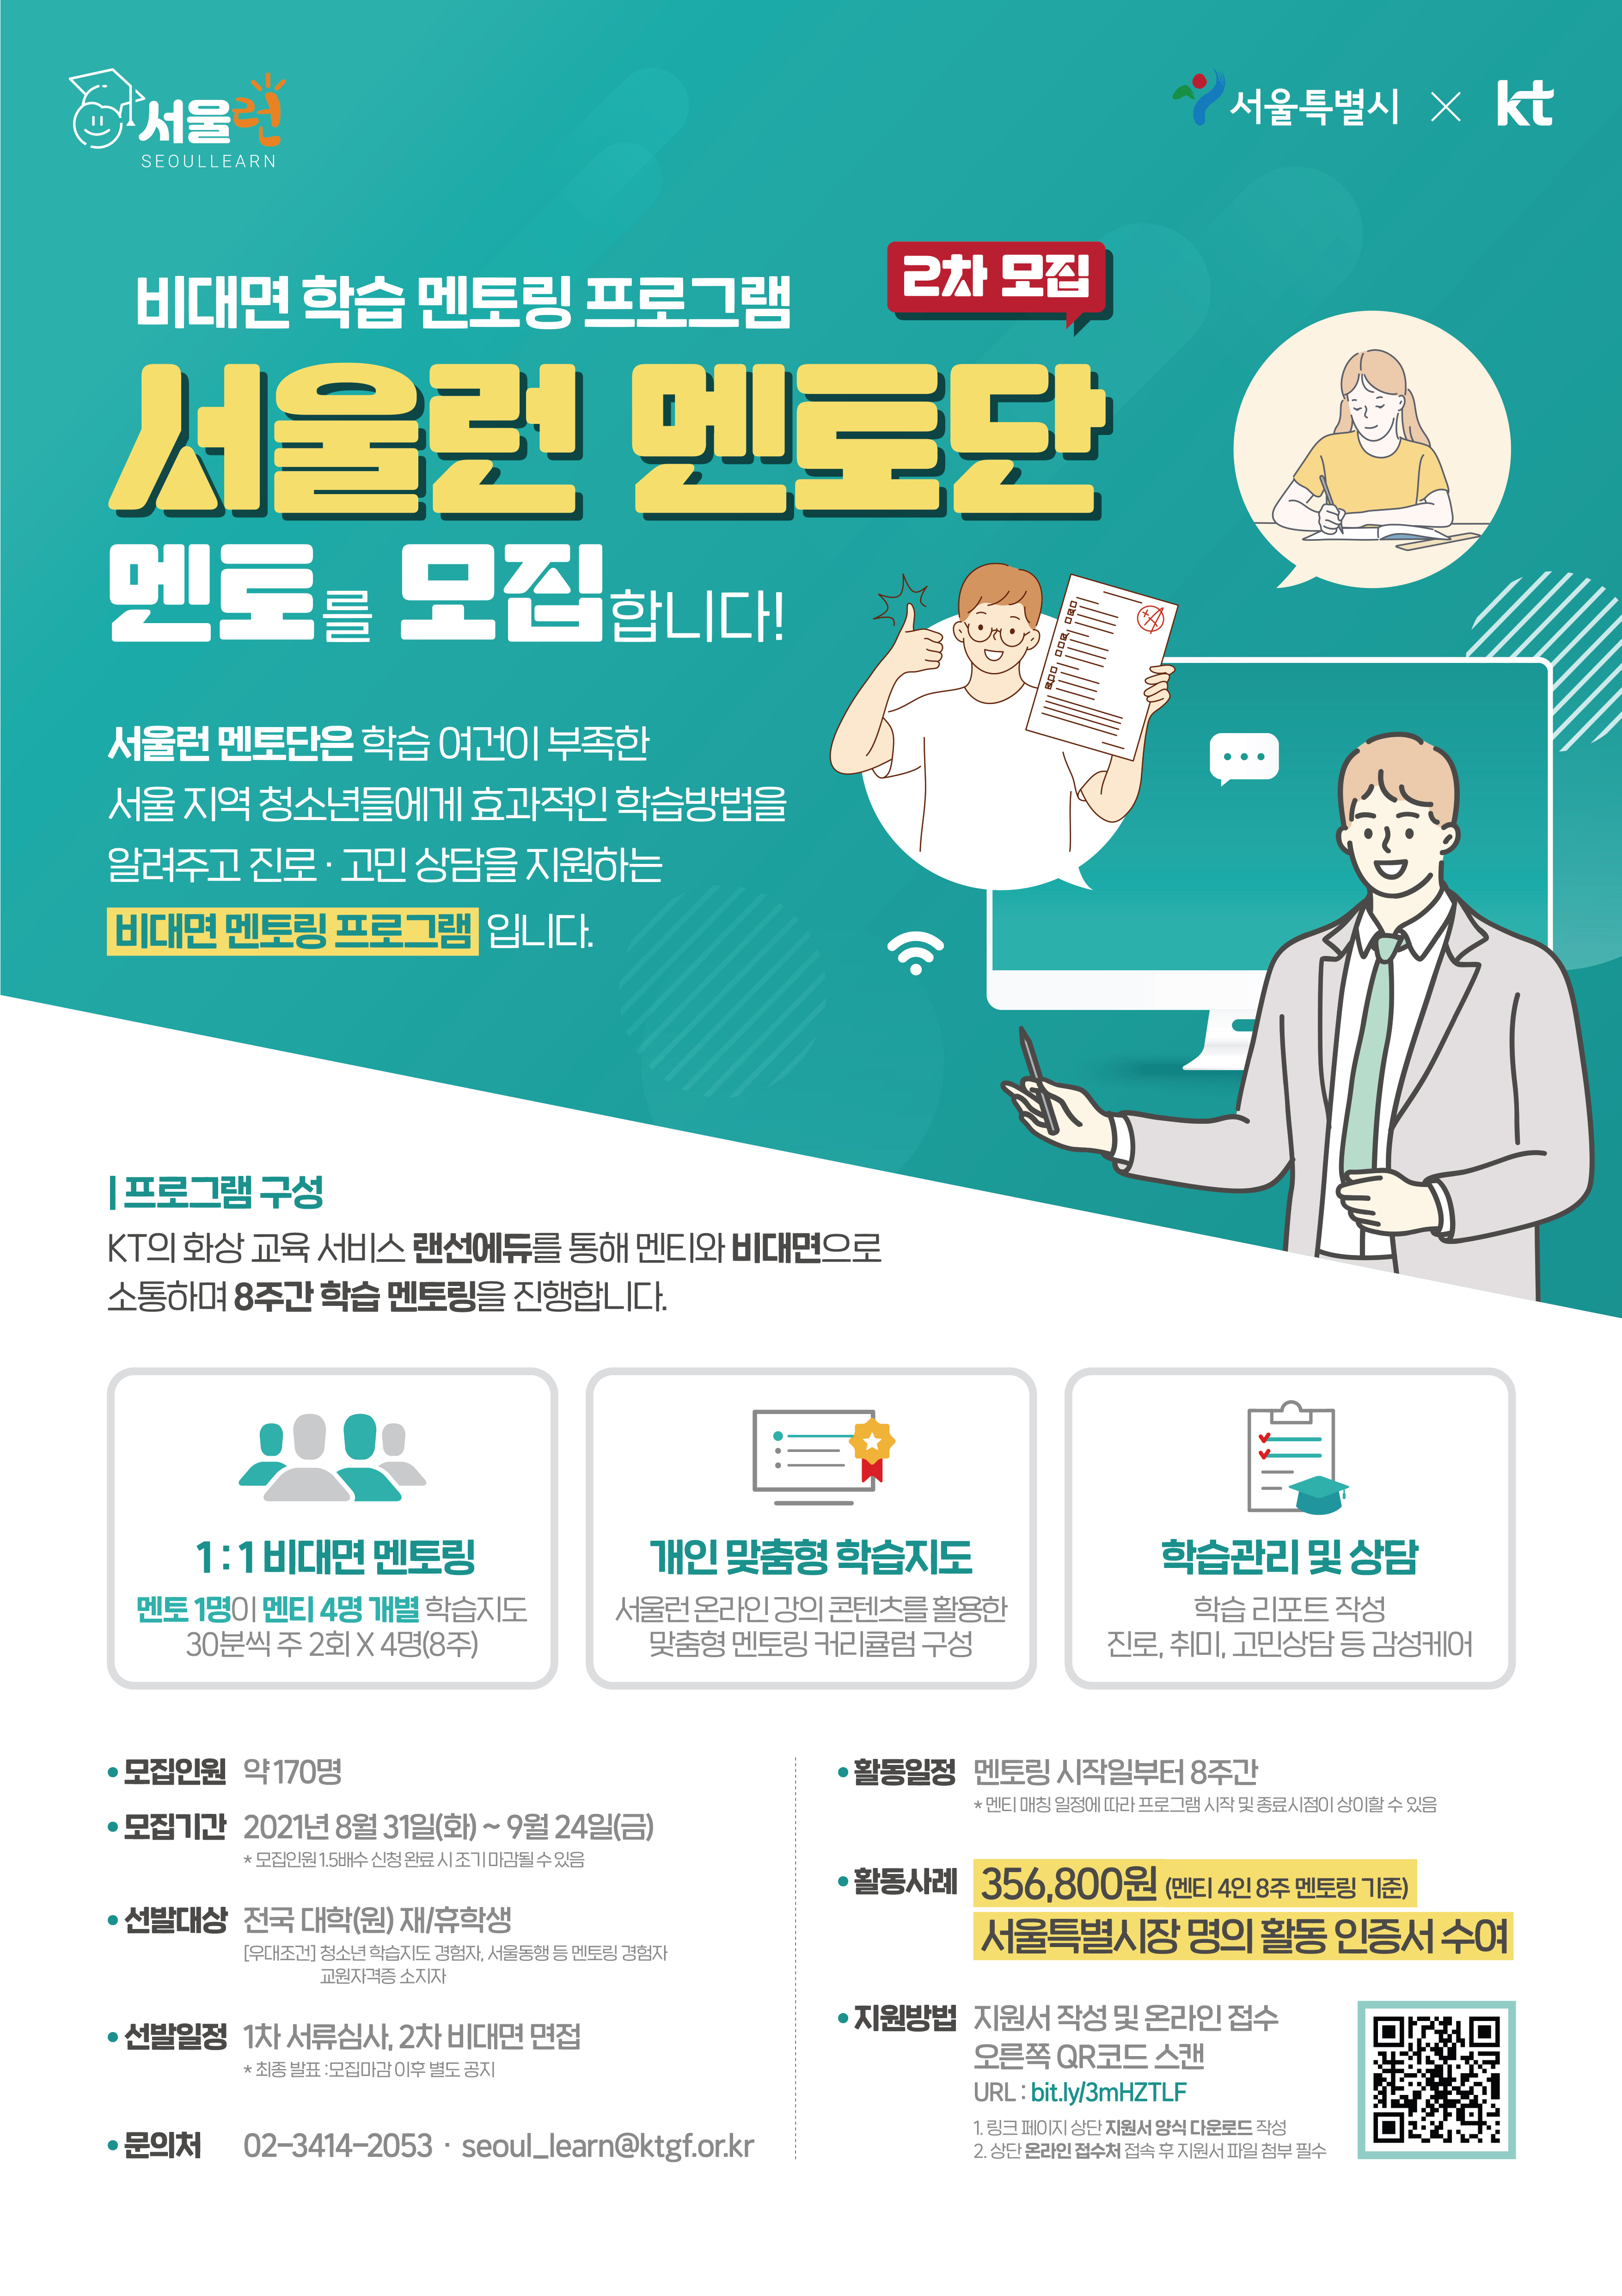 서울런
SEOULLEARN
서울특별시 × kt
비대면 학습 멘토링 프로그램
2차 모집
서울런 멘토단
멘토를 모집합니다!
서울런 멘토단은 학습 여건이 부족한
서울 지역 청소년들에게 효과적인 학습방법을
알려주고 진로 · 고민 상담을 지원하는
비대면 멘토링 프로그램 입니다.
프로그램 구성
KT의 화상 교육 서비스 랜선에듀를 통해 멘티와 비대면으로
소통하며 8주간 학습 멘토링을 진행합니다.
1 : 1 비대면 멘토링
멘토 1명이 멘티 4명 개별 학습지도
30분씩 주 2회 X 4명(8주)
개인 맞춤형 학습지도
서울런 온라인 강의 콘텐츠를 활용한
맞춤형 멘토링 커리큘럼 구성
학습관리 및 상담
학습 리포트 작성
진로, 취미, 고민상담 등 감성케어
• 모집인원 약 170명
• 모집기간 2021년 8월 31일(화) ~ 9월 24일(금)
* 모집인원 1.5배수 신청 완료 시 조기 마감될 수 있음
• 선발대상 전국 대학(원) 재/휴학생
[우대조건] 청소년 학습지도 경험자, 서울동행 등 멘토링 경험자
교원자격증 소지자
• 선발일정 1차 서류심사, 2차 비대면 면접
* 최종 발표 : 모집마감 이후 별도 공지
• 문의처 02-3414-2053 · seoul_learn@ktgf.or.kr
• 활동일정 멘토링 시작일부터 8주간
* 멘티 매칭 일정에 따라 프로그램 시작 및 종료시점이 상이할 수 있음
• 활동사례 356,800원 (멘티 4인 8주 멘토링 기준)
서울특별시장 명의 활동 인증서 수여
• 지원방법 지원서 작성 및 온라인 접수
오른쪽 QR코드 스캔
URL : bit.ly/3mHZTLF
1. 링크 페이지 상단 지원서 양식 다운로드 작성
2. 상단 온라인 접수처 접속 후 지원서 파일 첨부 필수